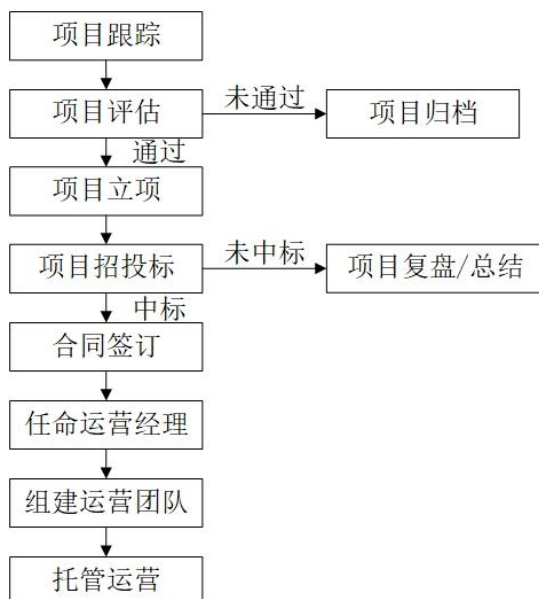 项目跟踪
项目评估
未通过
项目归档
通过
项目立项
项目招投标
未中标
项目复盘/总结
中标
合同签订
任命运营经理
组建运营团队
托管运营